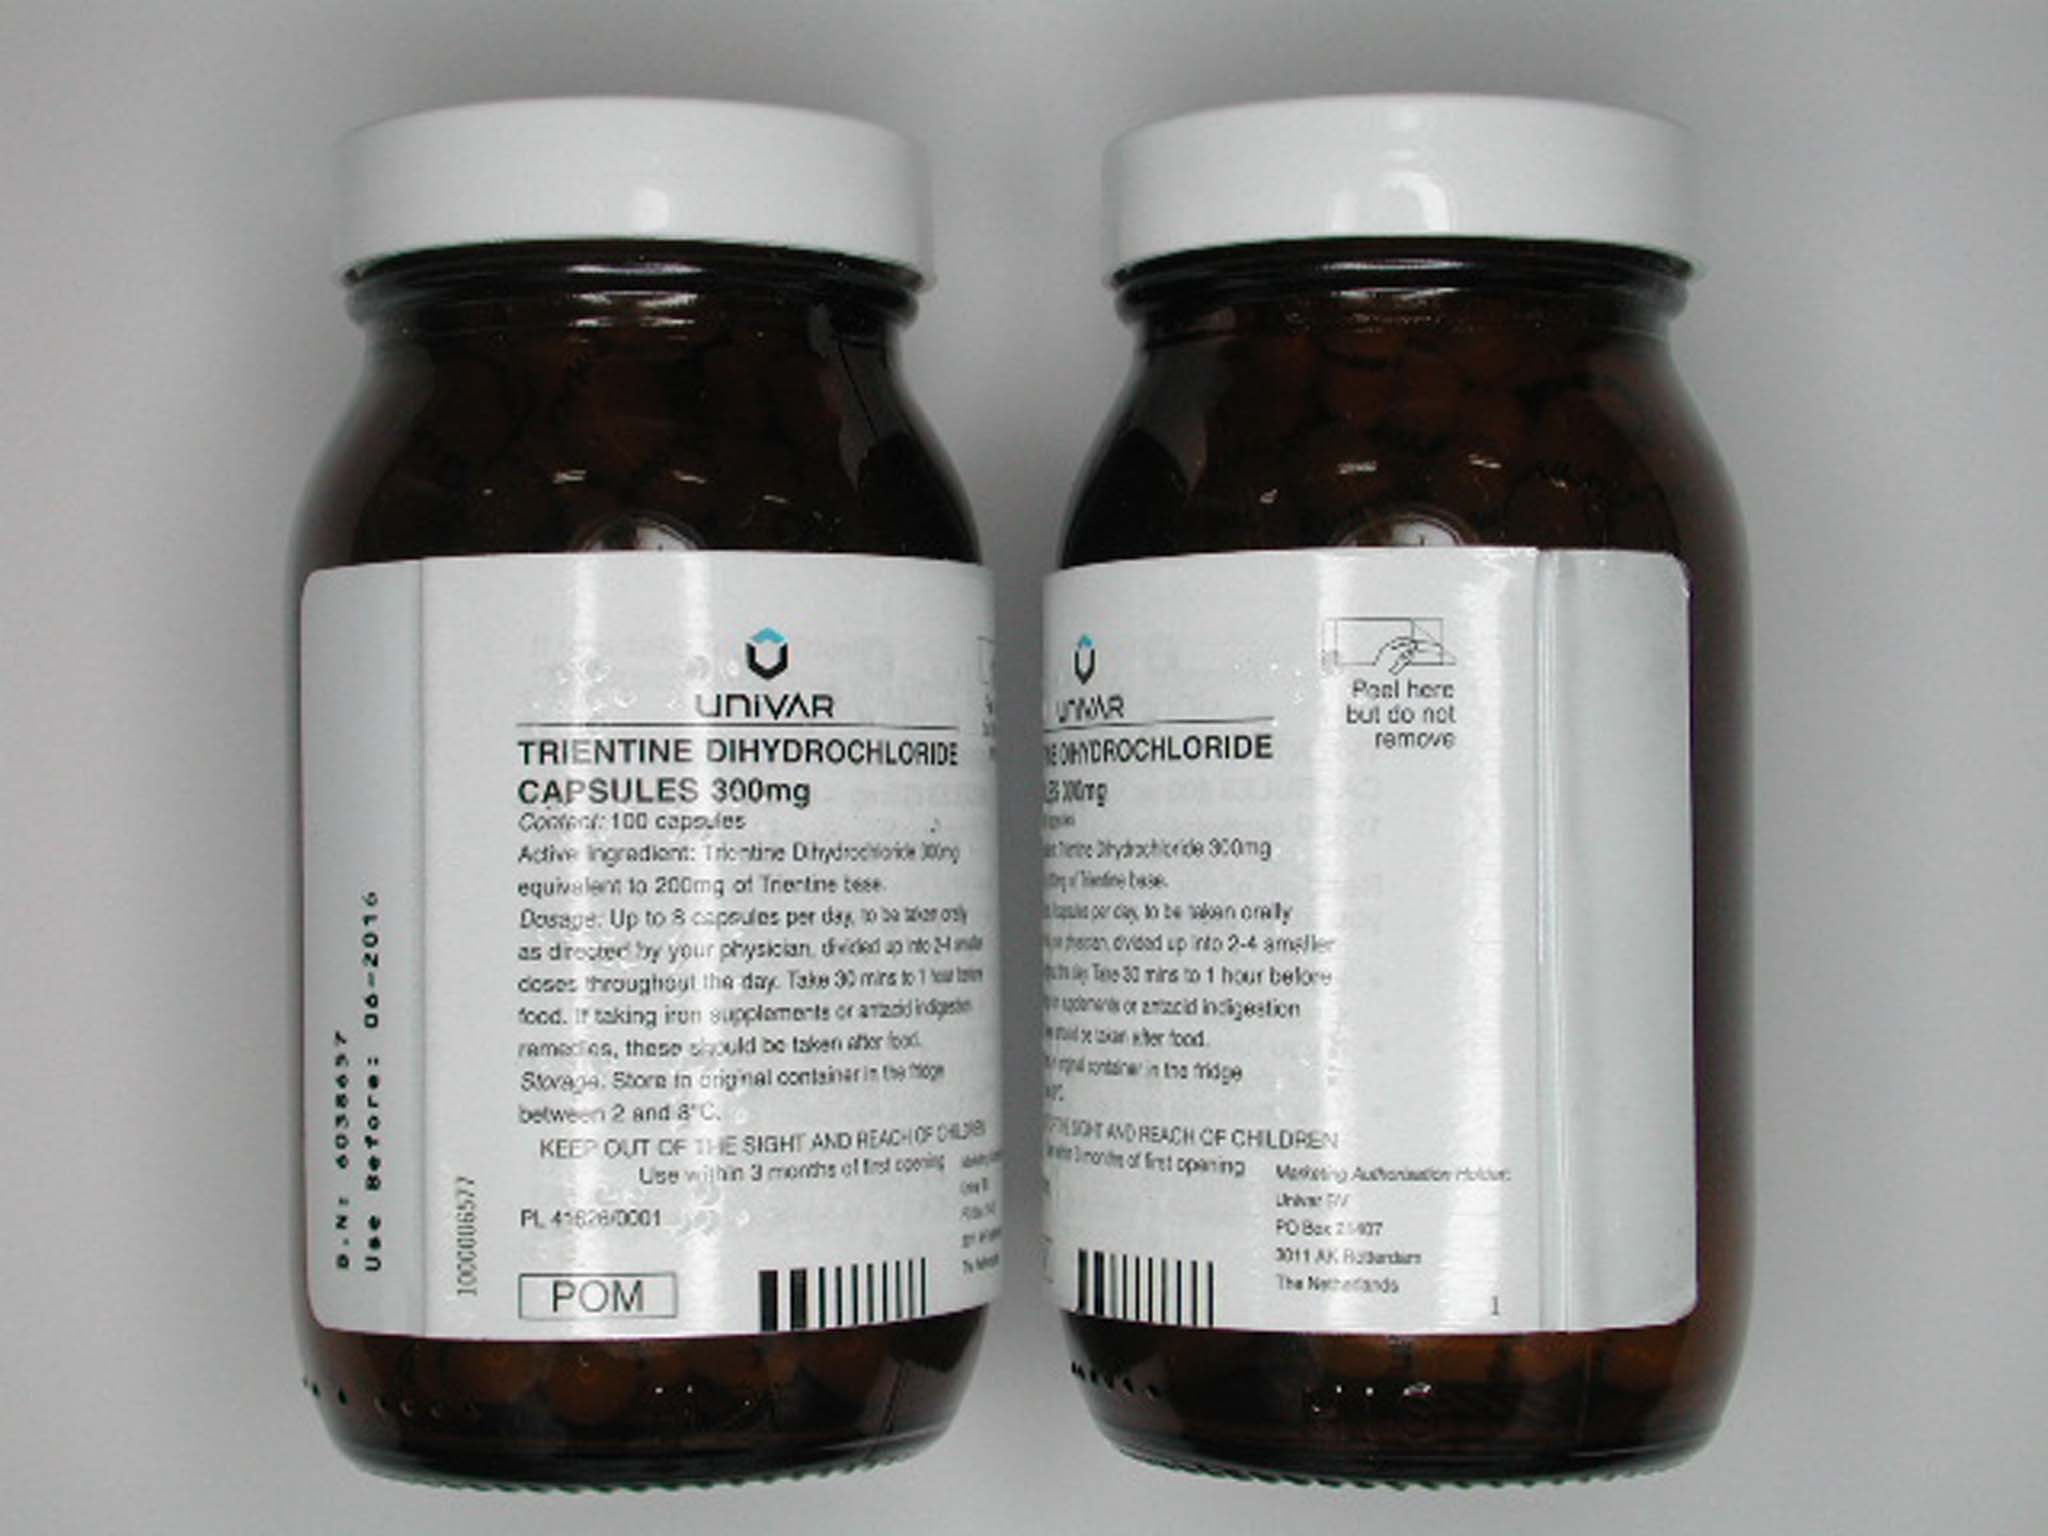 UNIVAR
TRIENTINE DIHYDROCHLORIDE
CAPSULES 300mg
Content: 100 capsules
Active Ingredient: Trientine Dihydrochloride 300mg
equivalent to 200mg of Trientine base.
Dosage: Up to 8 capsules per day, to be taken orally
as directed by your physician, divided up into 2-4 smaller
doses throughout the day. Take 30 mins to 1 hour before
food. If taking iron supplements or antacid indigestion
remedies, these should be taken after food.
Storage: Store in original container in the fridge
between 2 and 8°C.
KEEP OUT OF THE SIGHT AND REACH OF CHILDREN
Use within 3 months of first opening
PL 41626/0001
POM
1000006577
B.N: 603857
Use Before: 06-2016
UNIVAR
DIHYDROCHLORIDE
300mg
Trientine Dihydrochloride 300mg
of Trientine base.
capsules per day, to be taken orally
divided up into 2-4 smaller
the day. Take 30 mins to 1 hour before
supplements or antacid indigestion
should be taken after food.
original container in the fridge
SIGHT AND REACH OF CHILDREN
3 months of first opening
Peel here
but do not
remove
Marketing Authorisation Holder:
Univar BV
PO Box 21407
3011 AK Rotterdam
The Netherlands
1